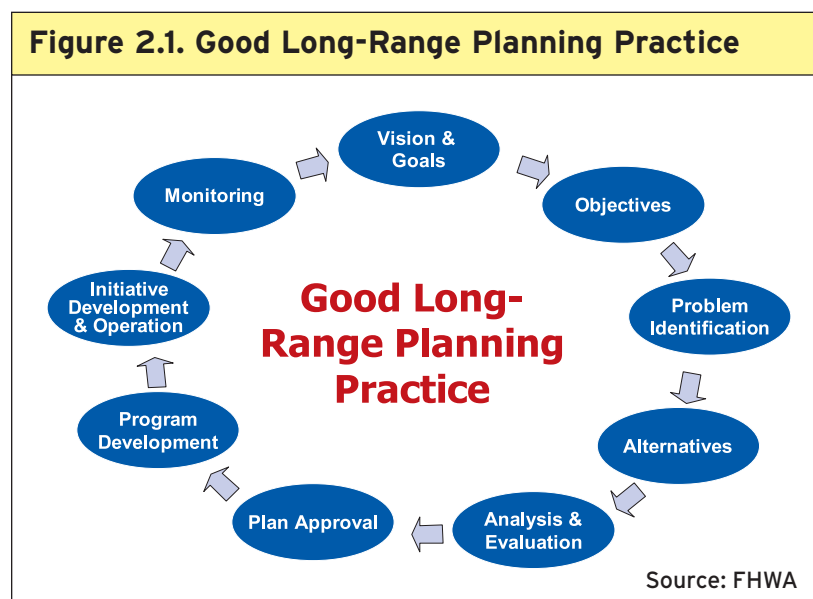 Figure 2.1. Good Long-Range Planning Practice
Vision &
Goals
Objectives
Problem
Identification
Alternatives
Analysis &
Evaluation
Plan Approval
Program
Development
Initiative
Development
& Operation
Monitoring
Good Long-
Range Planning
Practice
Source: FHWA